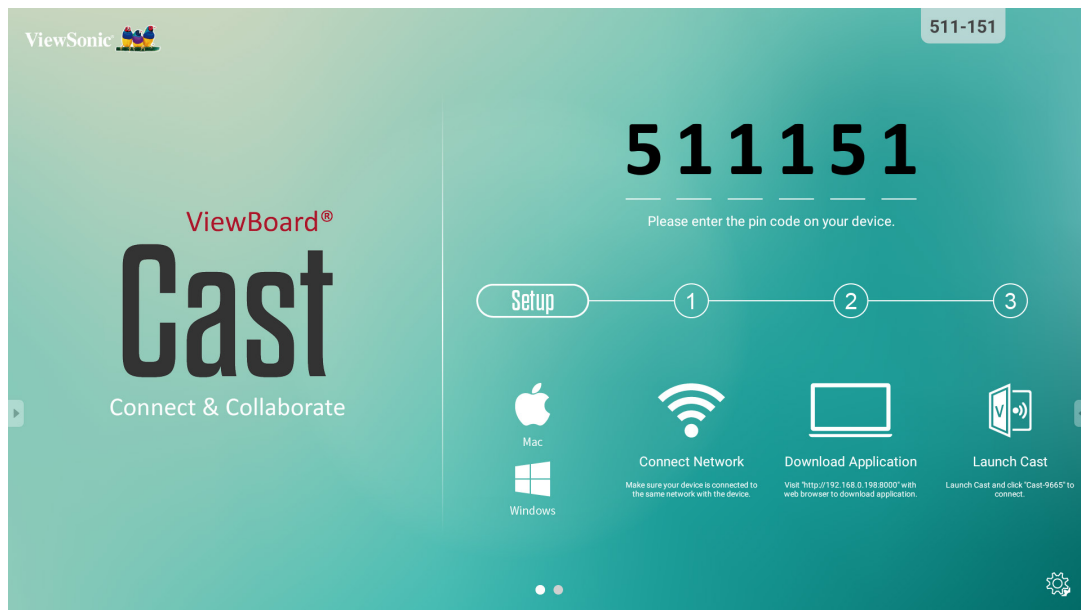 ViewSonic
511-151
511151
Please enter the pin code on your device.
ViewBoard®
Cast
Connect & Collaborate
Setup
1
2
3
Mac
Windows
Connect Network
Make sure your device is connected to
the same network with the device.
Download Application
Visit "http://192.168.0.198:8000" with
web browser to download application.
Launch Cast
Launch Cast and click "Cast-9665" to
connect.
V